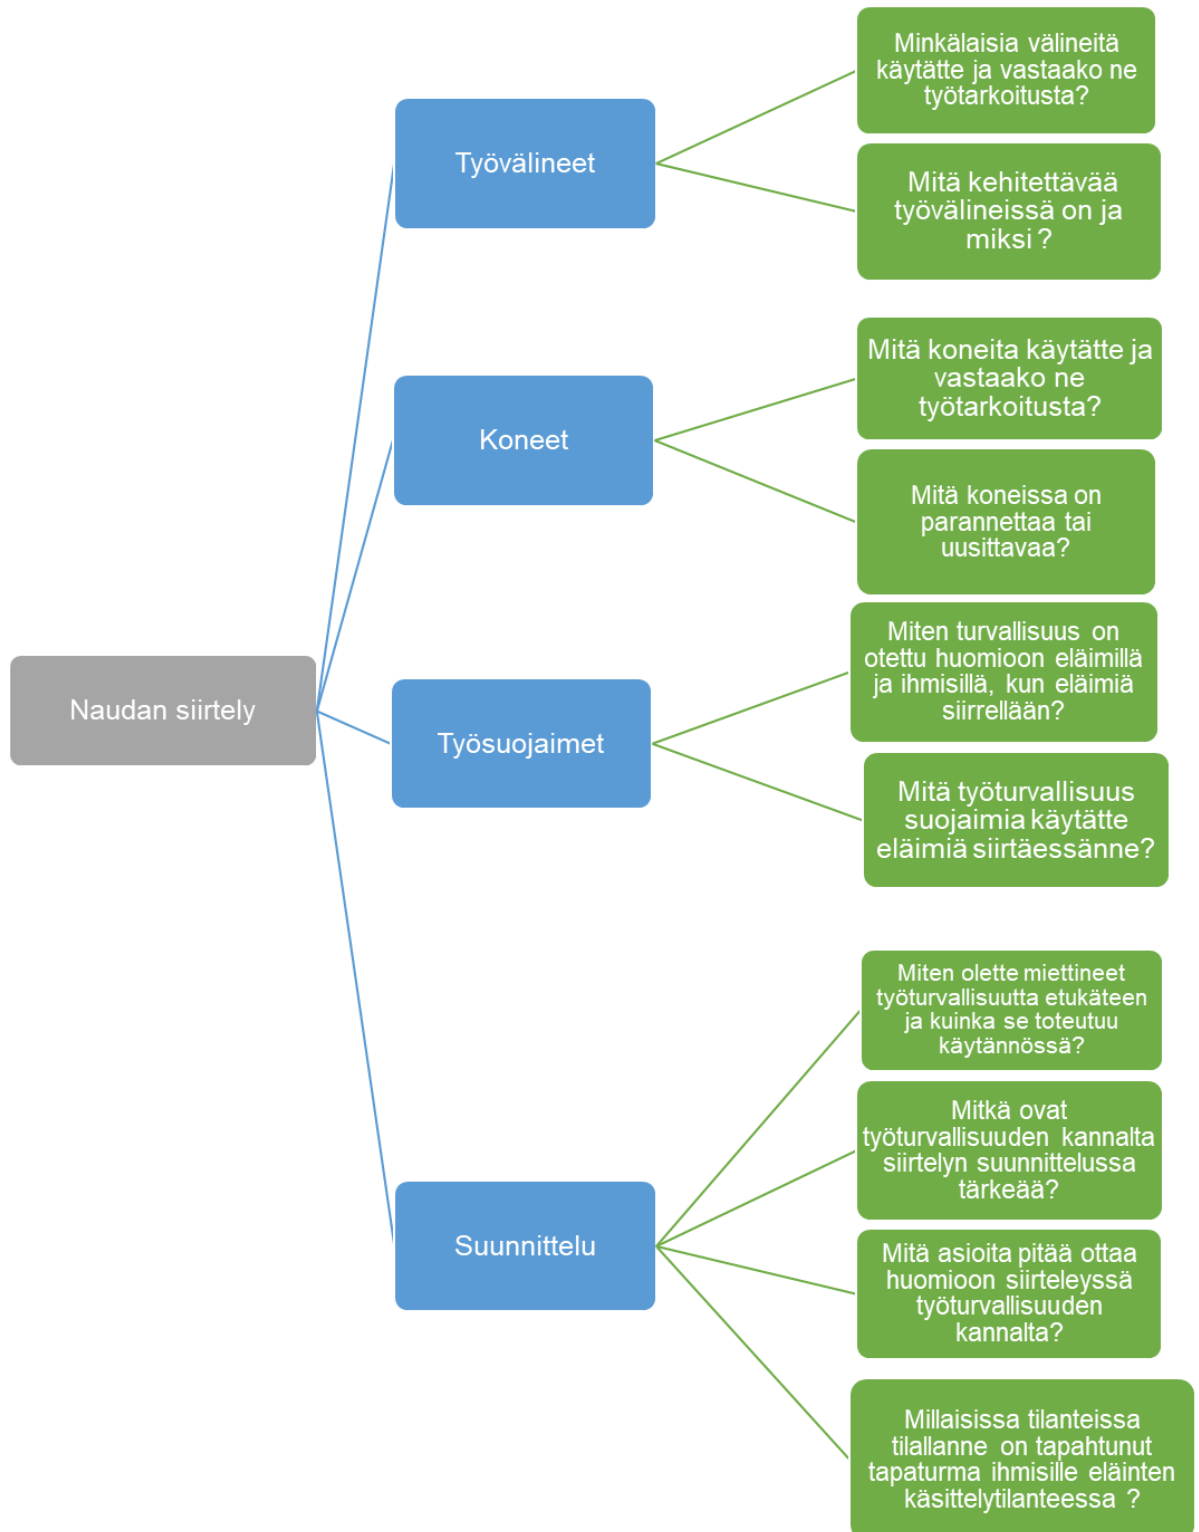 Minkälaisia välineitä
käytätte ja vastaako ne
työtarkoitusta?
Työvälineet
Mitä kehitettävää
työvälineissä on ja
miksi ?
Mitä koneita käytätte ja
vastaako ne
työtarkoitusta?
Koneet
Mitä koneissa on
parannettaa tai
uusittavaa?
Miten turvallisuus on
otettu huomioon eläimillä
ja ihmisillä, kun eläimiä
siirrellään?
Naudan siirtely
Työsuojaimet
Mitä työturvallisuus
suojaimia käytätte
eläimiä siirtäessänne?
Miten olette miettineet
työturvallisuutta etukäteen
ja kuinka se toteutuu
käytännössä?
Mitkä ovat
työturvallisuuden kannalta
siirtelyn suunnittelussa
tärkeää?
Suunnittelu
Mitä asioita pitää ottaa
huomioon siirteleyssä
työturvallisuuden
kannalta?
Millaisissa tilanteissa
tilallanne on tapahtunut
tapaturma ihmisille eläinten
käsittelytilanteessa ?